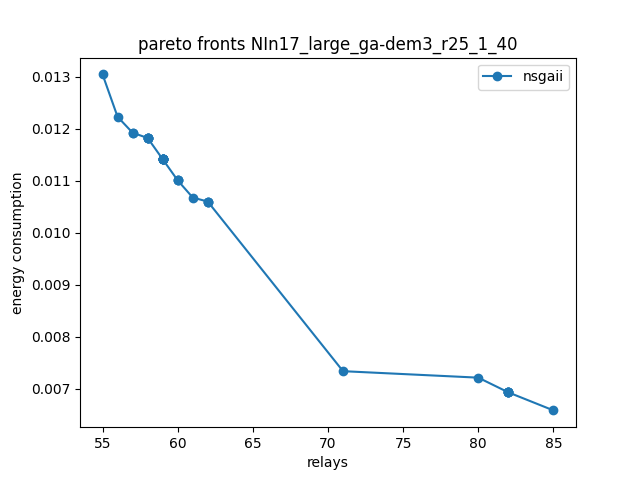 pareto fronts NIn17_large_ga-dem3_r25_1_40
nsgaii
energy consumption
0.013
0.012
0.011
0.010
0.009
0.008
0.007
55 60 65 70 75 80 85
relays